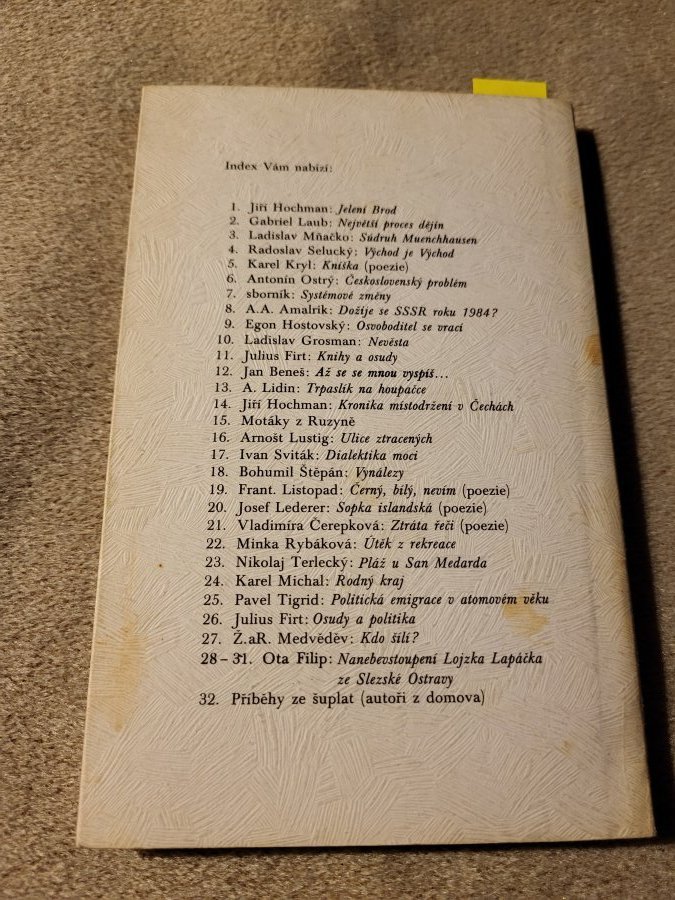 Index Vám nabízí:
1. Jiří Hochman: Jelení Brod
2. Gabriel Laub: Největší proces dějin
3. Ladislav Mňačko: Súdruh Muenchhausen
4. Radoslav Selucký: Východ je Východ
5. Karel Kryl: Kníška (poezie)
6. Antonín Ostrý: Československý problém
7. sborník: Systémové změny
8. A.A. Amalrik: Dožije se SSSR roku 1984?
9. Egon Hostovský: Osvoboditel se vrací
10. Ladislav Grosman: Nevěsta
11. Julius Firt: Knihy a osudy
12. Jan Beneš: Až se se mnou vyspíš...
13. A. Lidin: Trpaslík na houpačce
14. Jiří Hochman: Kronika místodržení v Čechách
15. Motáky z Ruzyně
16. Arnošt Lustig: Ulice ztracených
17. Ivan Sviták: Dialektika moci
18. Bohumil Štěpán: Vynálezy
19. Frant. Listopad: Černý, bílý, nevím (poezie)
20. Josef Lederer: Sopka islandská (poezie)
21. Vladimíra Čerepková: Ztráta řeči (poezie)
22. Minka Rybáková: Útěk z rekreace
23. Nikolaj Terlecký: Pláž u San Medarda
24. Karel Michal: Rodný kraj
25. Pavel Tigrid: Politická emigrace v atomovém věku
26. Julius Firt: Osudy a politika
27. Ž.aR. Medvěděv: Kdo šílí?
28–31. Ota Filip: Nanebevstoupení Lojzka Lapáčka
ze Slezské Ostravy
32. Příběhy ze šuplat (autoři z domova)